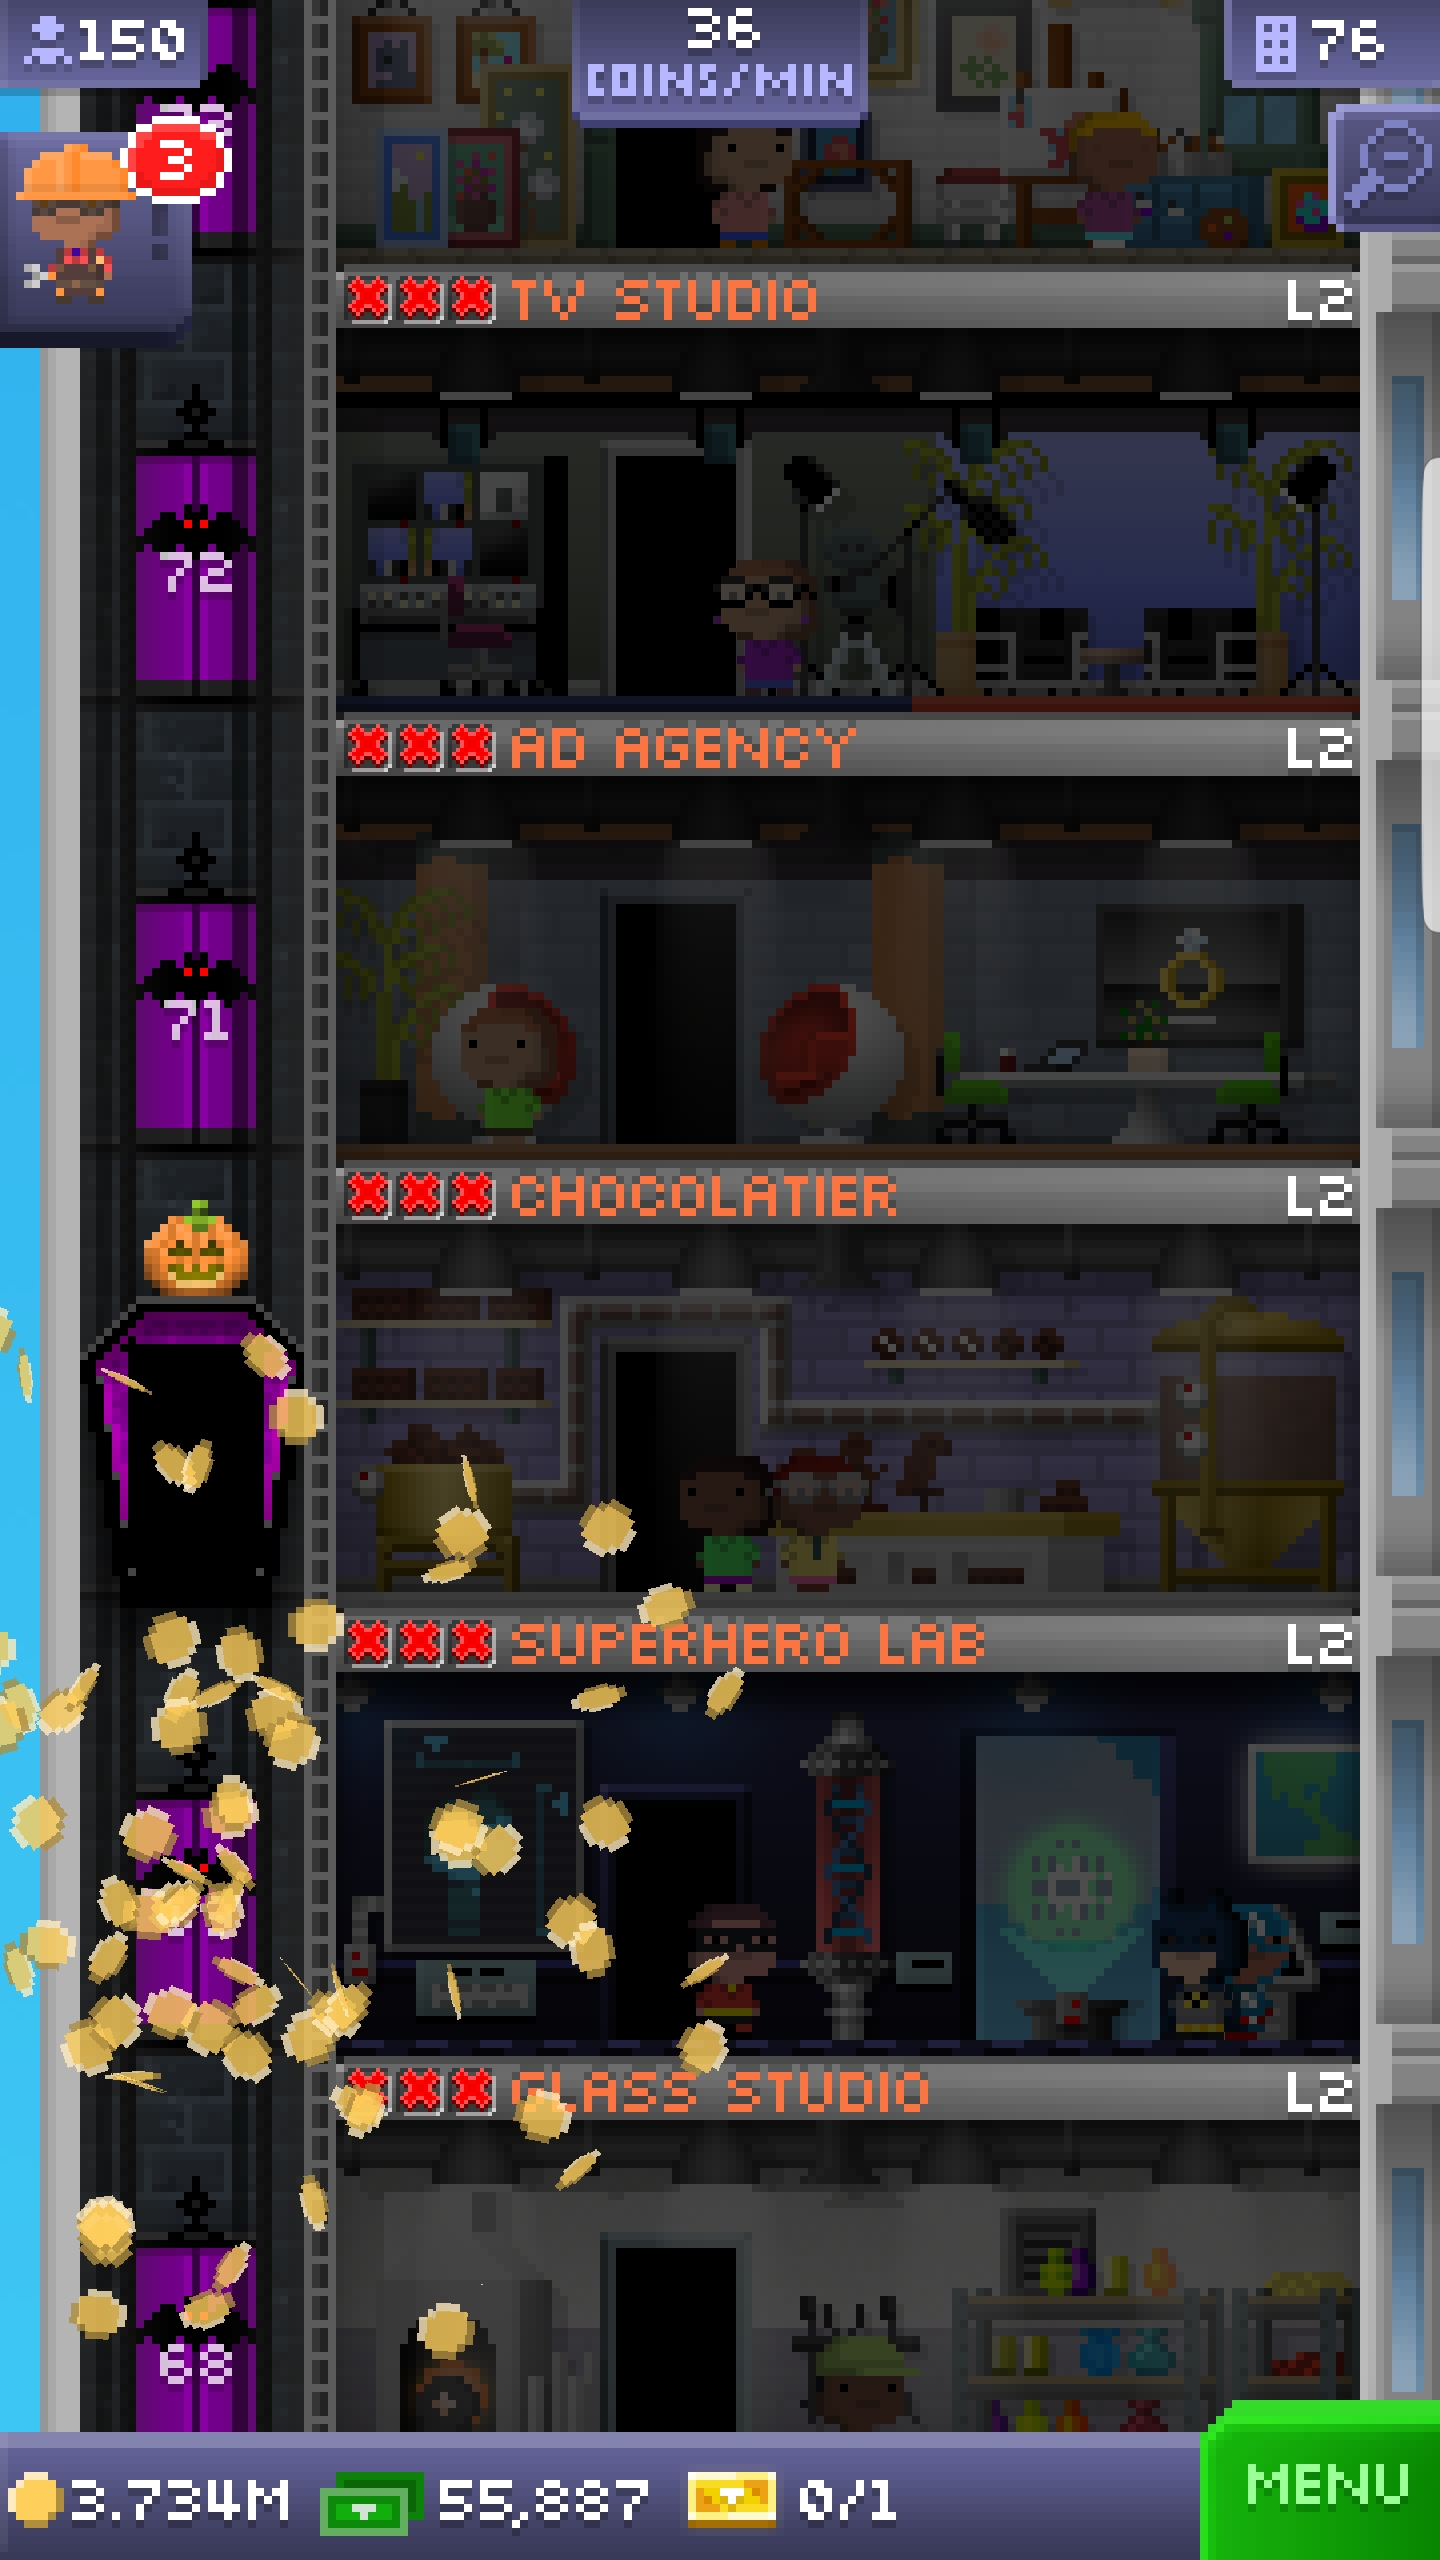 150
36
COINS/MIN
76
3
TV STUDIO L2
72
AD AGENCY L2
71
CHOCOLATIER L2
SUPERHERO LAB L2
GLASS STUDIO L2
68
3.734M
55,887
0/1
MENU